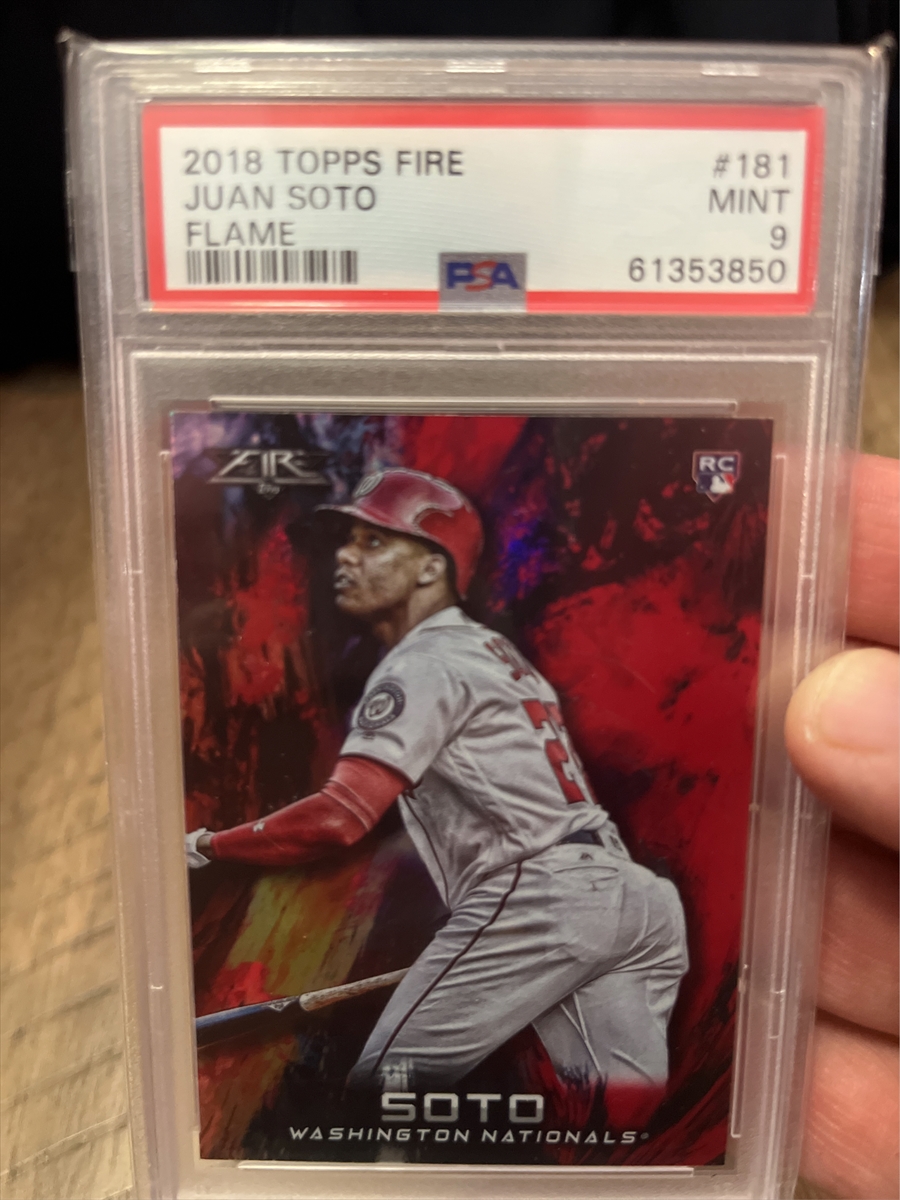 2018 TOPPS FIRE #181
JUAN SOTO MINT
FLAME 9
PSA 61353850
FIRE
RC
SOTO
WASHINGTON NATIONALS